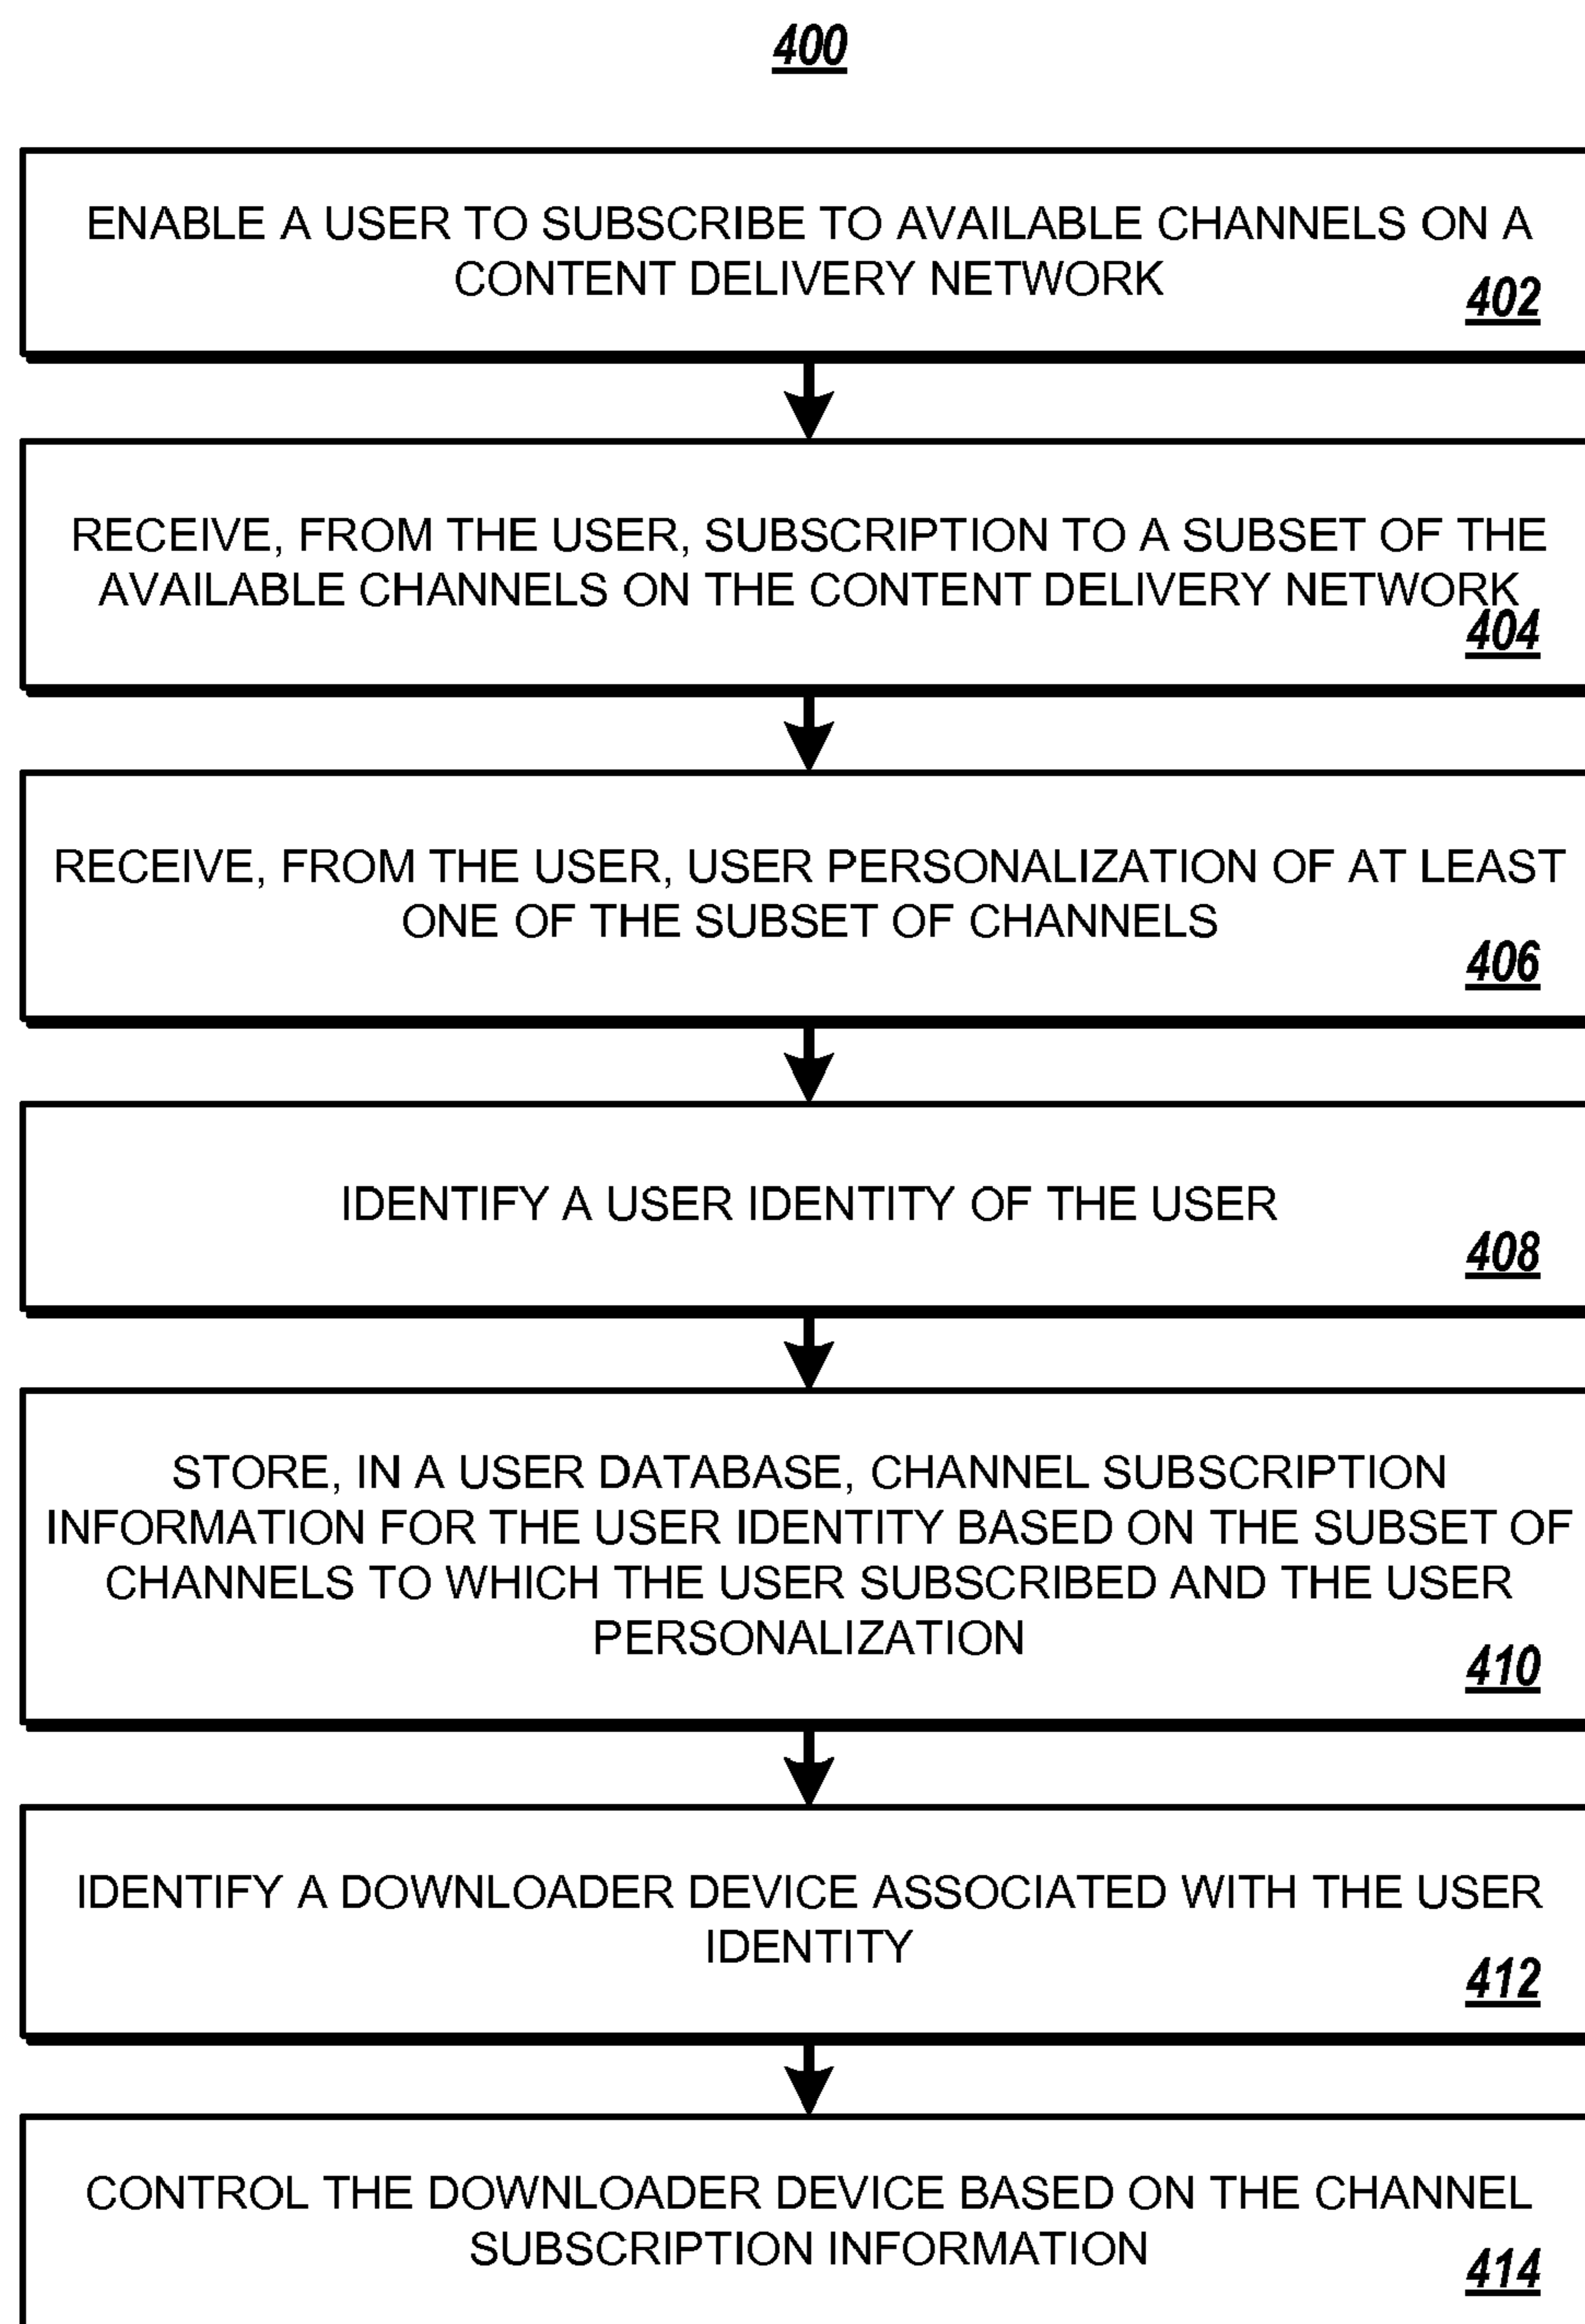 400
ENABLE A USER TO SUBSCRIBE TO AVAILABLE CHANNELS ON A
CONTENT DELIVERY NETWORK
402
RECEIVE, FROM THE USER, SUBSCRIPTION TO A SUBSET OF THE
AVAILABLE CHANNELS ON THE CONTENT DELIVERY NETWORK
404
RECEIVE, FROM THE USER, USER PERSONALIZATION OF AT LEAST
ONE OF THE SUBSET OF CHANNELS
406
IDENTIFY A USER IDENTITY OF THE USER
408
STORE, IN A USER DATABASE, CHANNEL SUBSCRIPTION
INFORMATION FOR THE USER IDENTITY BASED ON THE SUBSET OF
CHANNELS TO WHICH THE USER SUBSCRIBED AND THE USER
PERSONALIZATION
410
IDENTIFY A DOWNLOADER DEVICE ASSOCIATED WITH THE USER
IDENTITY
412
CONTROL THE DOWNLOADER DEVICE BASED ON THE CHANNEL
SUBSCRIPTION INFORMATION
414